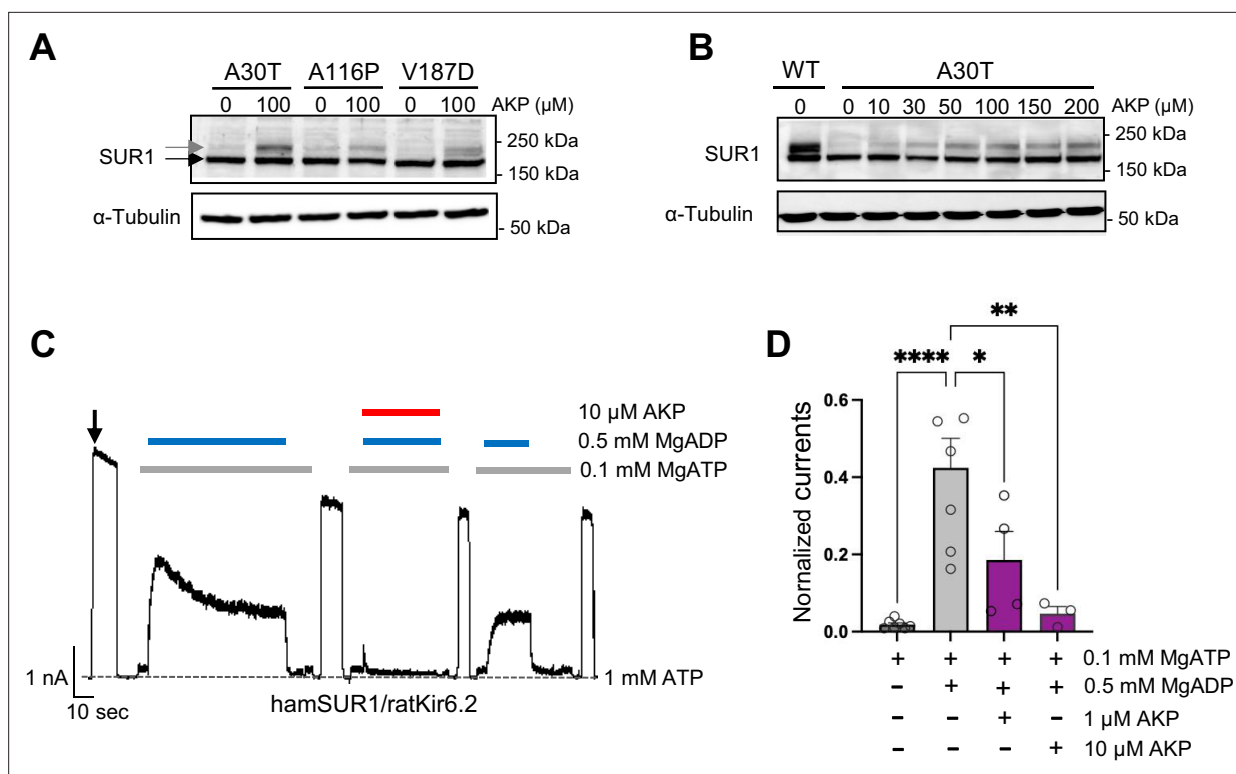 A
A30T A116P V187D
0 100 0 100 0 100 AKP (µM)
SUR1
- 250 kDa
- 150 kDa
α-Tubulin
- 50 kDa
B
WT A30T
0 0 10 30 50 100 150 200 AKP (µM)
SUR1
- 250 kDa
- 150 kDa
α-Tubulin
- 50 kDa
C
10 µM AKP
0.5 mM MgADP
0.1 mM MgATP
1 nA
10 sec
1 mM ATP
hamSUR1/ratKir6.2
D
** 
**** *
Nornalized currents
0.6
0.4
0.2
0.0
+ + + + 0.1 mM MgATP
- + + + 0.5 mM MgADP
- - + - 1 µM AKP
- - - + 10 µM AKP